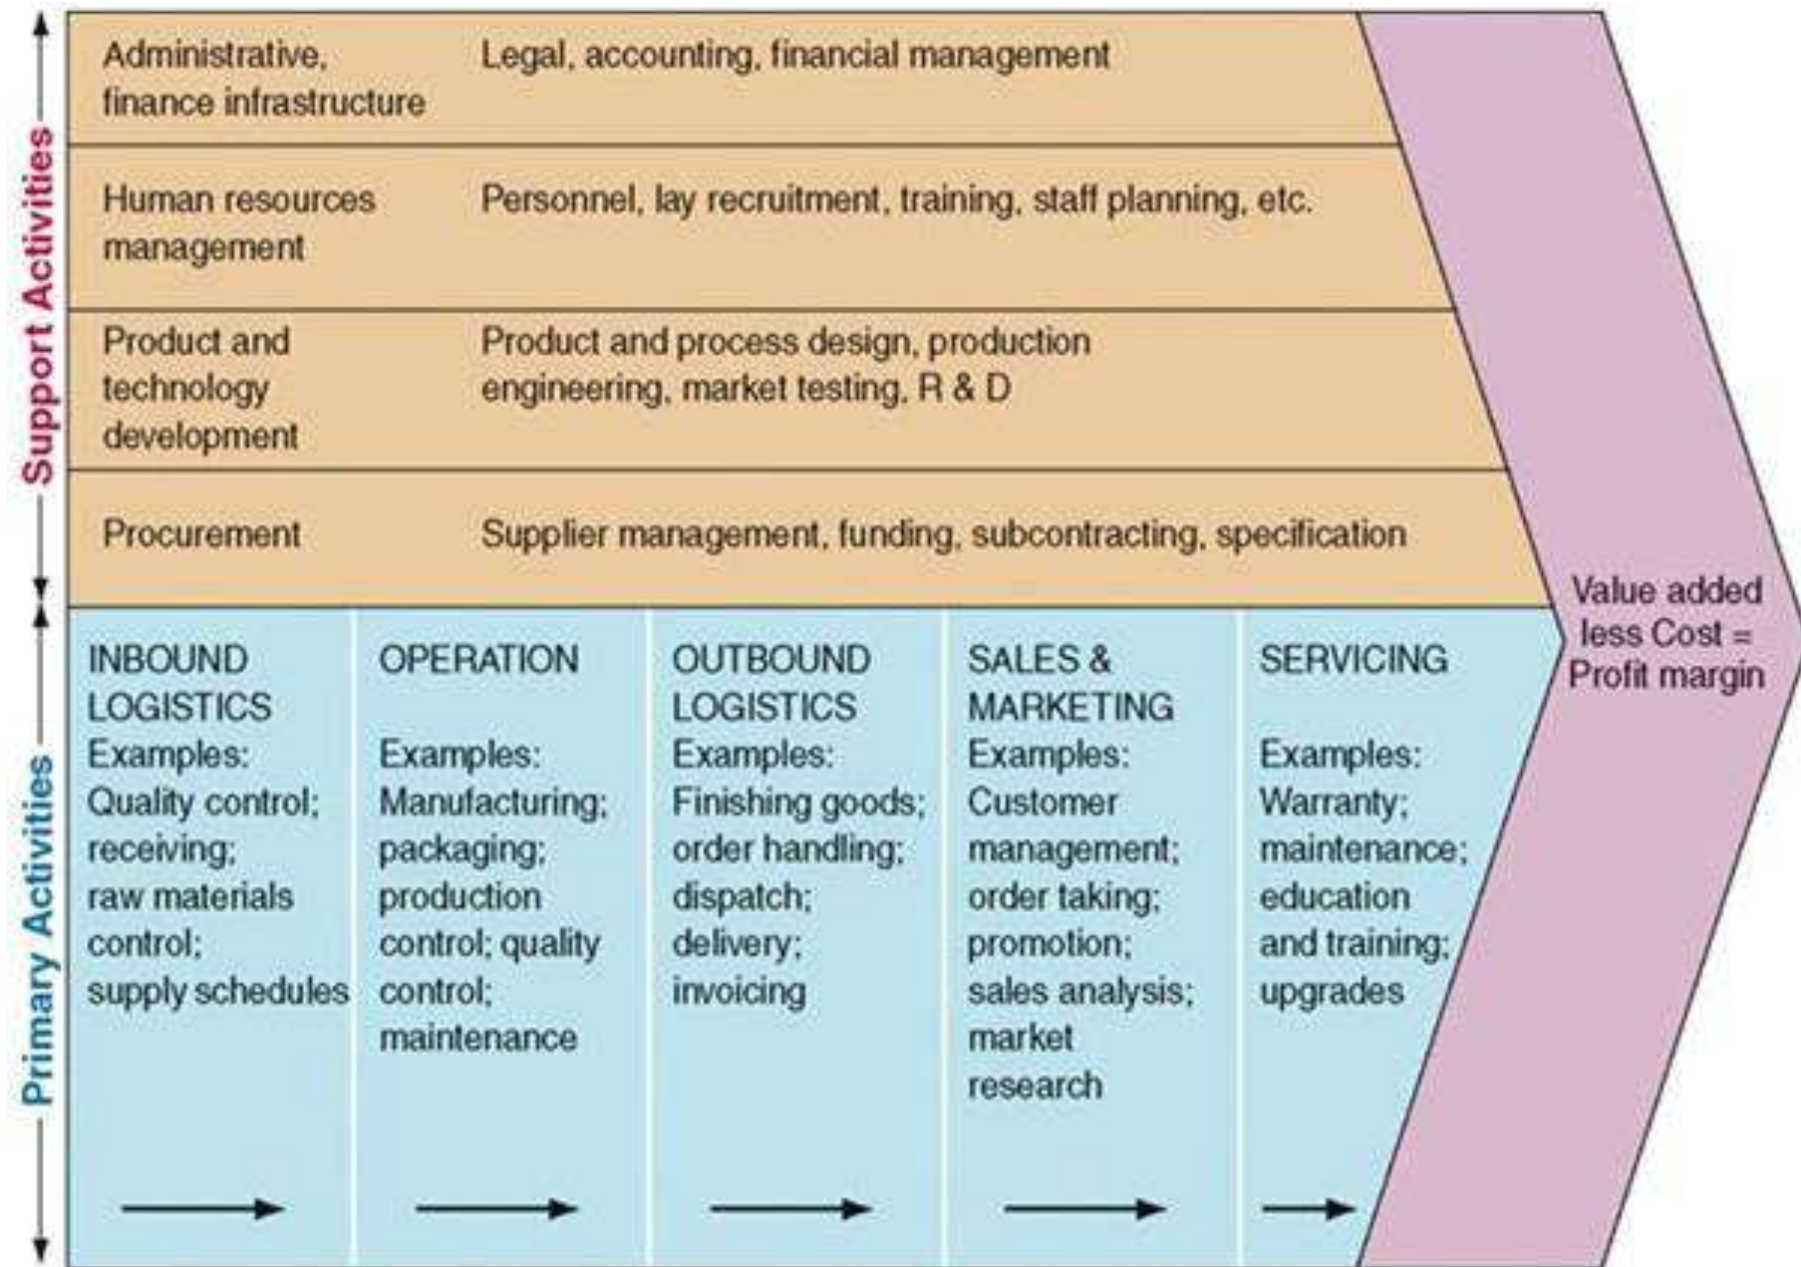 Support Activities
Administrative,
finance infrastructure
Legal, accounting, financial management
Human resources
management
Personnel, lay recruitment, training, staff planning, etc.
Product and
technology
development
Product and process design, production
engineering, market testing, R & D
Procurement
Supplier management, funding, subcontracting, specification
Primary Activities
INBOUND
LOGISTICS
Examples:
Quality control;
receiving;
raw materials
control;
supply schedules
OPERATION
Examples:
Manufacturing;
packaging;
production
control; quality
control;
maintenance
OUTBOUND
LOGISTICS
Examples:
Finishing goods;
order handling;
dispatch;
delivery;
invoicing
SALES &
MARKETING
Examples:
Customer
management;
order taking;
promotion;
sales analysis;
market
research
SERVICING
Examples:
Warranty;
maintenance;
education
and training;
upgrades
Value added
less Cost =
Profit margin